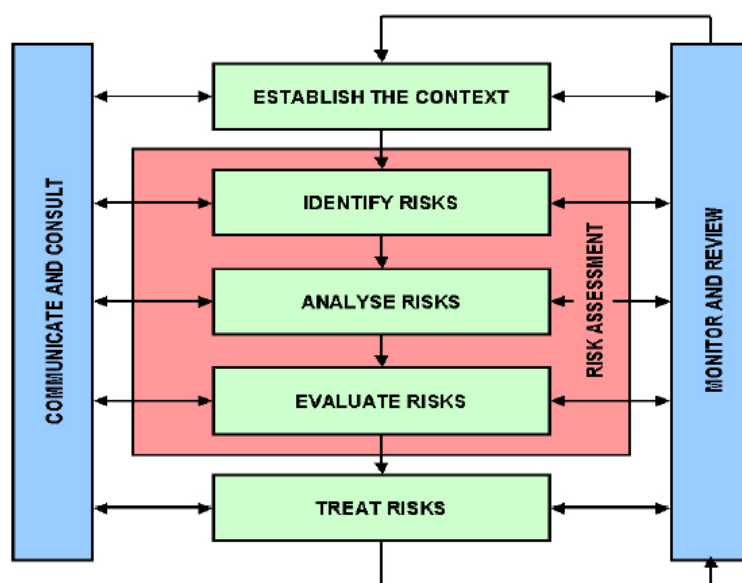 ESTABLISH THE CONTEXT
IDENTIFY RISKS
ANALYSE RISKS
EVALUATE RISKS
TREAT RISKS
COMMUNICATE AND CONSULT
RISK ASSESSMENT
MONITOR AND REVIEW